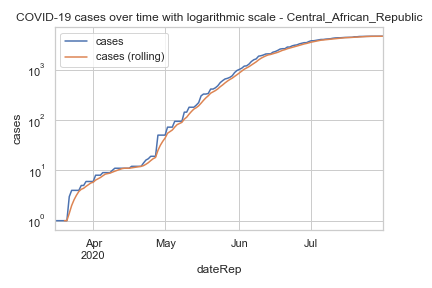 COVID-19 cases over time with logarithmic scale - Central_African_Republic
cases
cases (rolling)
10³
10²
10¹
10⁰
cases
Apr
2020
May
Jun
Jul
dateRep